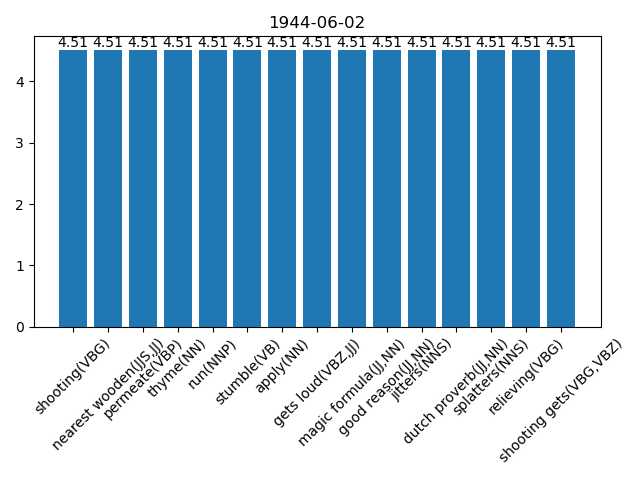 1944-06-02
4.51 4.51 4.51 4.51 4.51 4.51 4.51 4.51 4.51 4.51 4.51 4.51 4.51 4.51 4.51
4
3
2
1
0
shooting(VBG)
nearest wooden(JJS,JJ)
permeate(VBP)
thyme(NN)
run(NNP)
stumble(VB)
apply(NN)
gets loud(VBZ,JJ)
magic formula(JJ,NN)
good reason(JJ,NN)
jitters(NNS)
dutch proverb(JJ,NN)
splatters(NNS)
relieving(VBG)
shooting gets(VBG,VBZ)